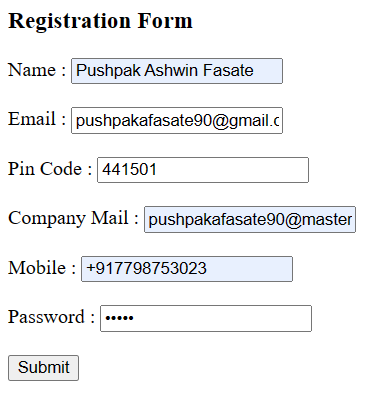 Registration Form
Name : Pushpak Ashwin Fasate
Email : pushpakafasate90@gmail.c
Pin Code : 441501
Company Mail : pushpakafasate90@master
Mobile : +917798753023
Password : •••••
Submit